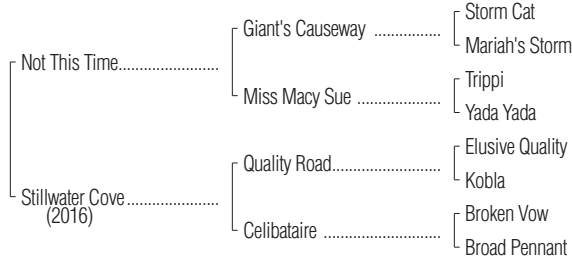 Storm Cat
Giant's Causeway ..................
Mariah's Storm
Not This Time.......................
Trippi
Miss Macy Sue ....................
Yada Yada
Elusive Quality
Quality Road.........................
Kobla
Stillwater Cove.....................
(2016)
Broken Vow
Celibataire ...........................
Broad Pennant